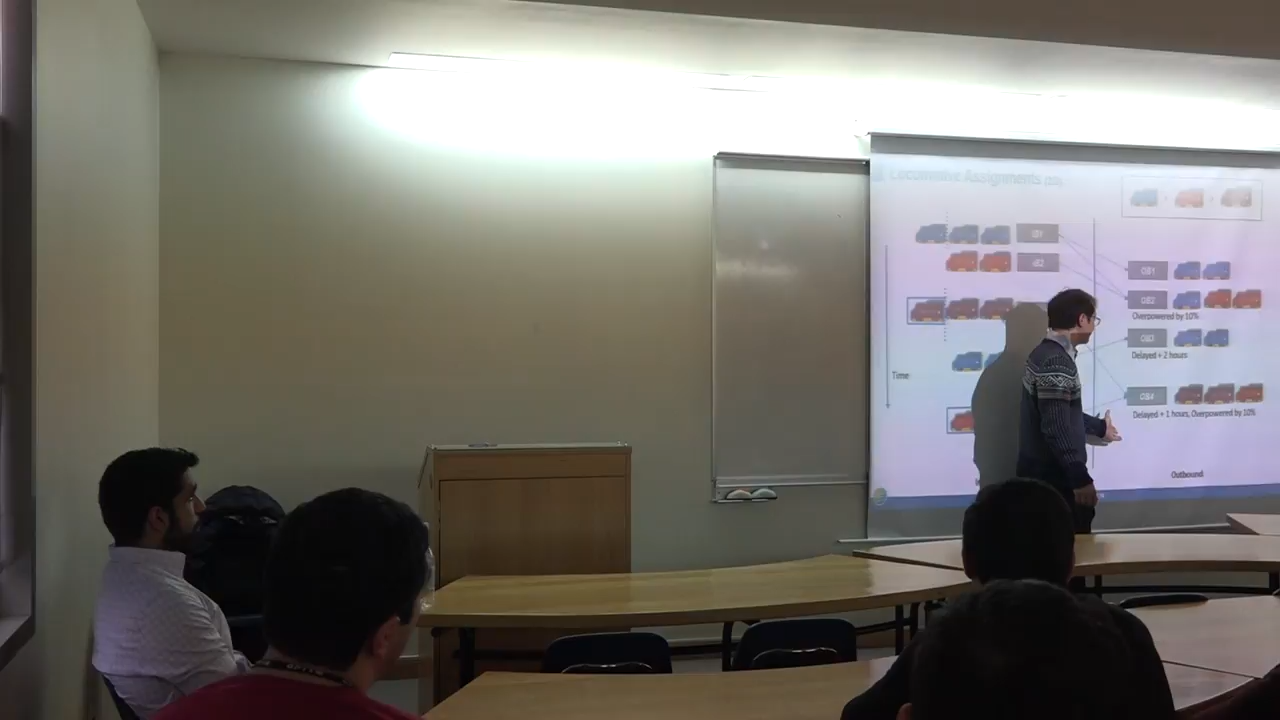 Locomotive Assignments
IB1
OB1
OB2
Overpowered by 10%
OB3
Delayed + 2 hours
Time
OB4
Delayed + 1 hours, Overpowered by 10%
Outbound